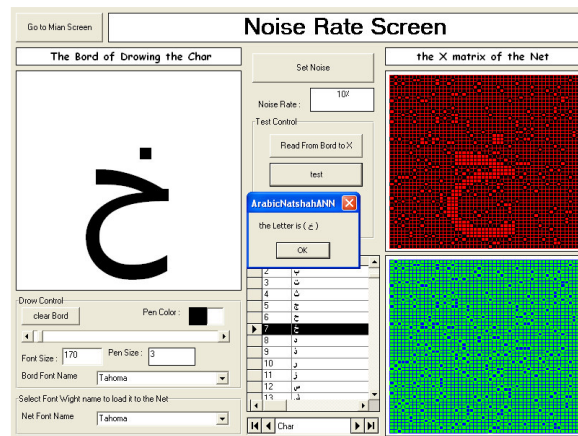 Go to Mian Screen
Noise Rate Screen
The Bord of Drowing the Char
the X matrix of the Net
Set Noise
Noise Rate : 10%
Test Control
Read From Bord to X
test
خ
خ
ArabicNatshahANN
the Letter is ( خ )
OK
2 ب
3 ت
4 ث
5 ج
6 ح
7 خ
8 د
9 ذ
10 ر
11 ز
12 س
13
Char
Drow Control
clear Bord
Pen Color :
Font Size : 170
Pen Size : 3
Bord Font Name Tahoma
Select Font Wight name to load it to the Net
Net Font Name Tahoma